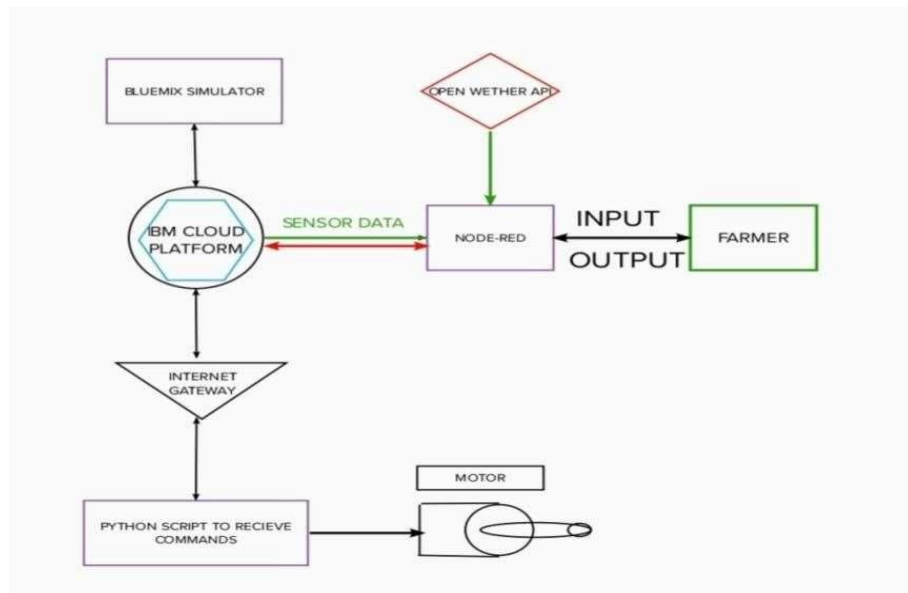 BLUEMIX SIMULATOR
OPEN WETHER API
IBM CLOUD
PLATFORM
SENSOR DATA
NODE-RED
INPUT
OUTPUT
FARMER
INTERNET
GATEWAY
MOTOR
PYTHON SCRIPT TO RECIEVE
COMMANDS